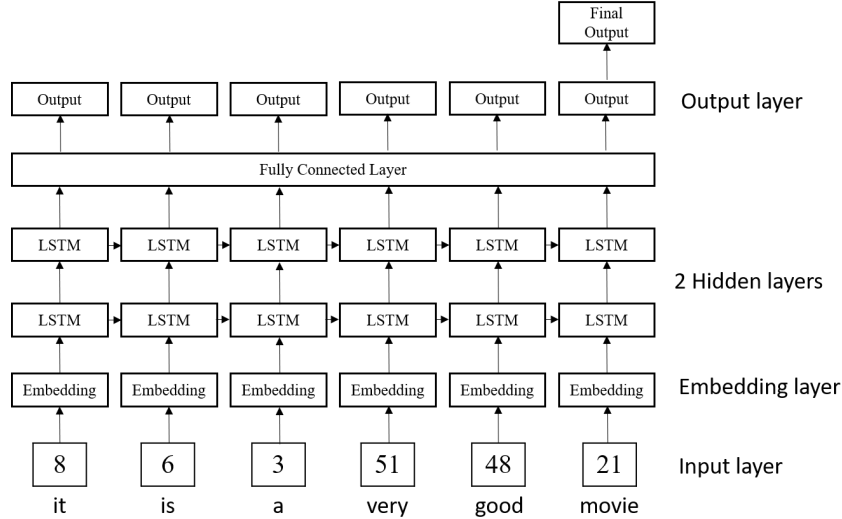 Final
Output
Output Output Output Output Output Output Output layer
Fully Connected Layer
LSTM LSTM LSTM LSTM LSTM LSTM
2 Hidden layers
LSTM LSTM LSTM LSTM LSTM LSTM
Embedding Embedding Embedding Embedding Embedding Embedding Embedding layer
8 6 3 51 48 21 Input layer
it is a very good movie